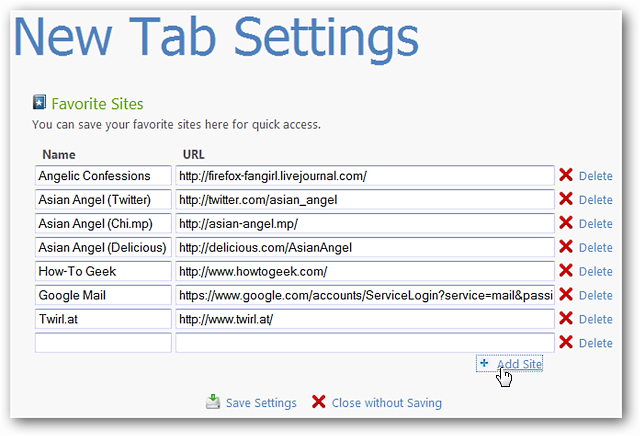 New Tab Settings
Favorite Sites
You can save your favorite sites here for quick access.
Name URL
Angelic Confessions http://firefox-fangirl.livejournal.com/ Delete
Asian Angel (Twitter) http://twitter.com/asian_angel Delete
Asian Angel (Chi.mp) http://asian-angel.mp/ Delete
Asian Angel (Delicious) http://delicious.com/AsianAngel Delete
How-To Geek http://www.howtogeek.com/ Delete
Google Mail https://www.google.com/accounts/ServiceLogin?service=mail&passi Delete
Twirl.at http://www.twirl.at/ Delete
Delete
+ Add Site
Save Settings Close without Saving